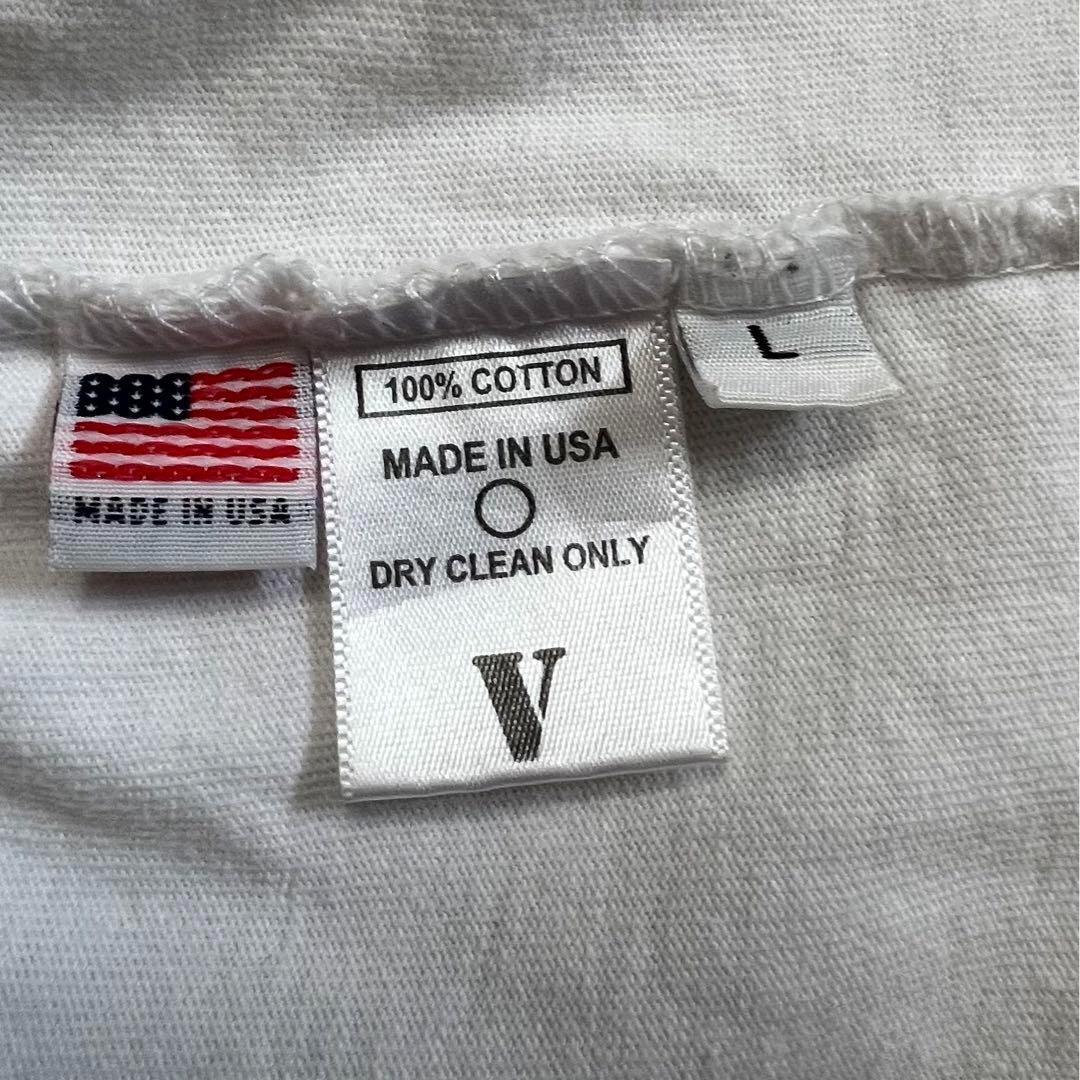 MADE IN USA
100% COTTON
MADE IN USA
DRY CLEAN ONLY
V
L